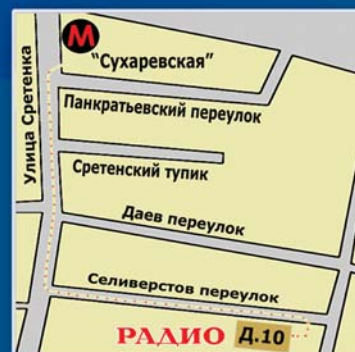 М
"Сухаревская"
Улица Сретенка
Панкратьевский переулок
Сретенский тупик
Даев переулок
Селиверстов переулок
РАДИО Д.10